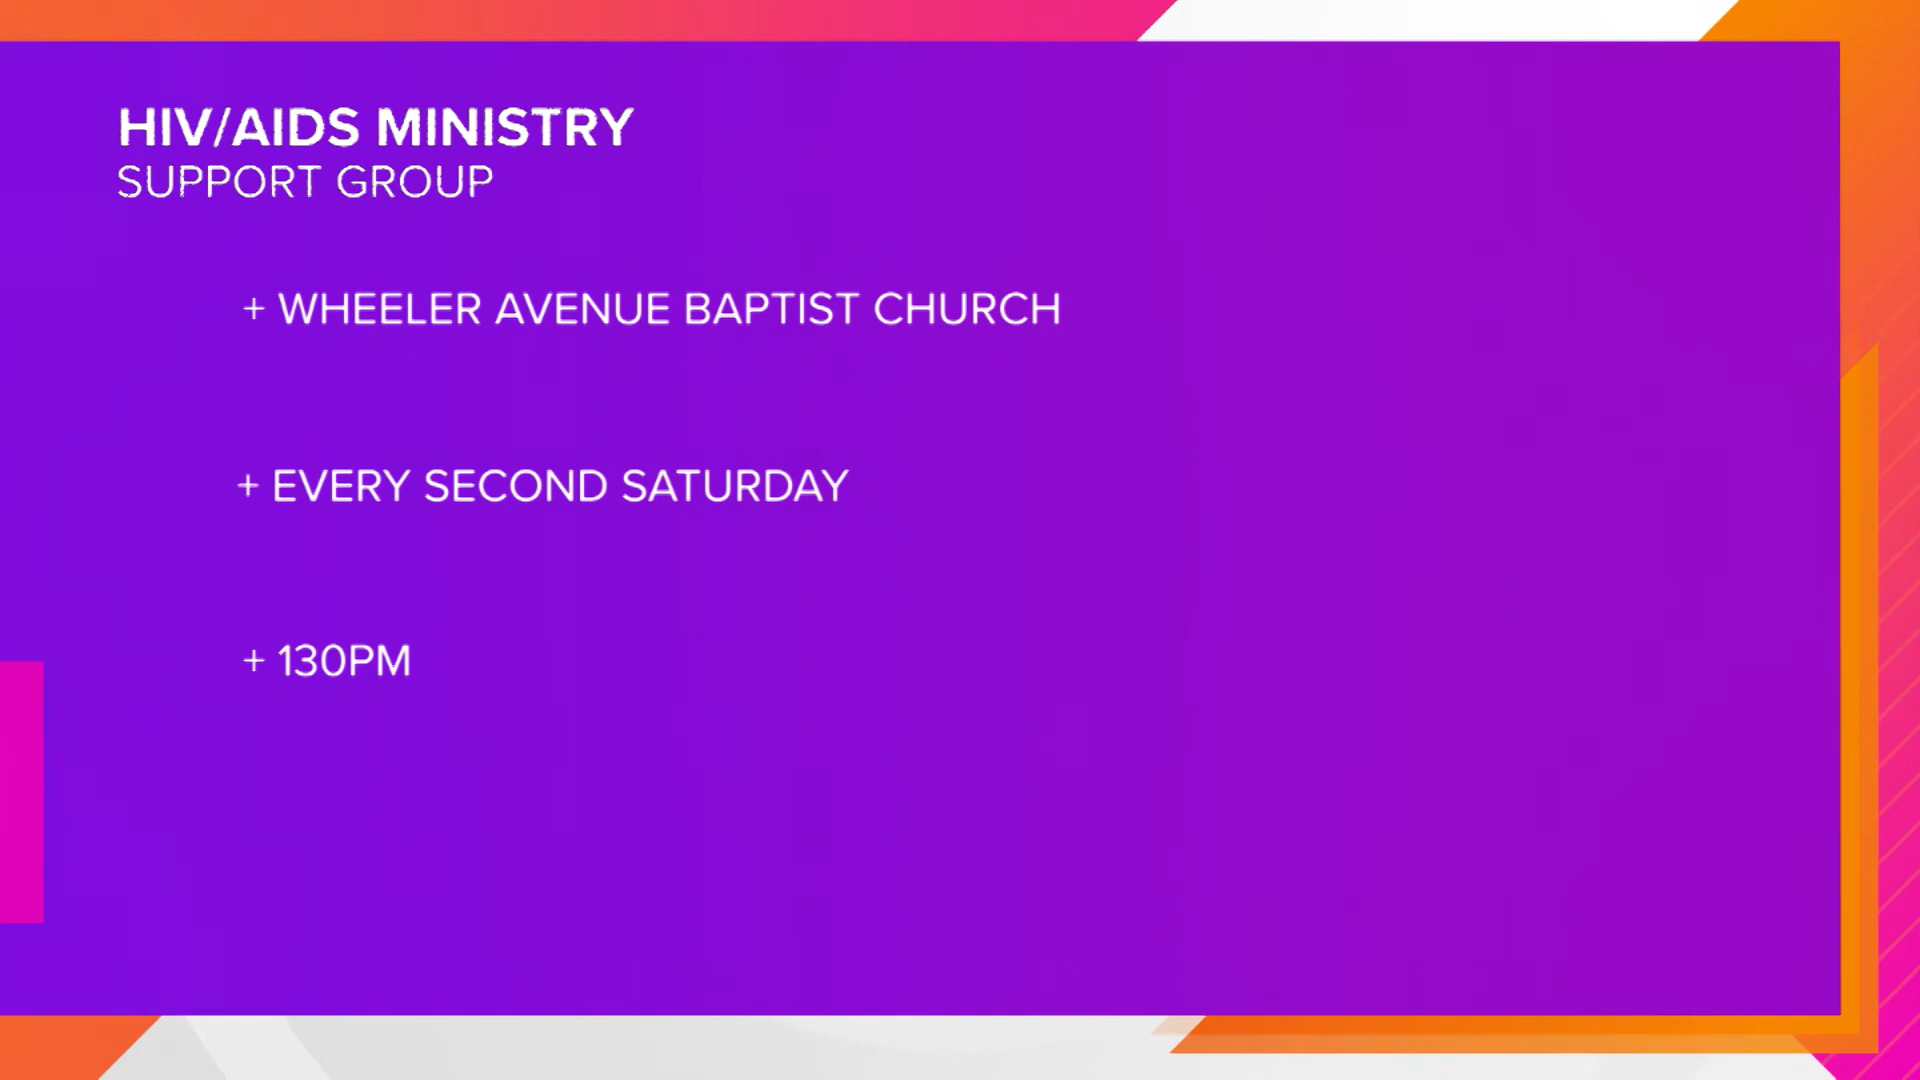 HIV/AIDS MINISTRY
SUPPORT GROUP
+ WHEELER AVENUE BAPTIST CHURCH
+ EVERY SECOND SATURDAY
+ 130PM